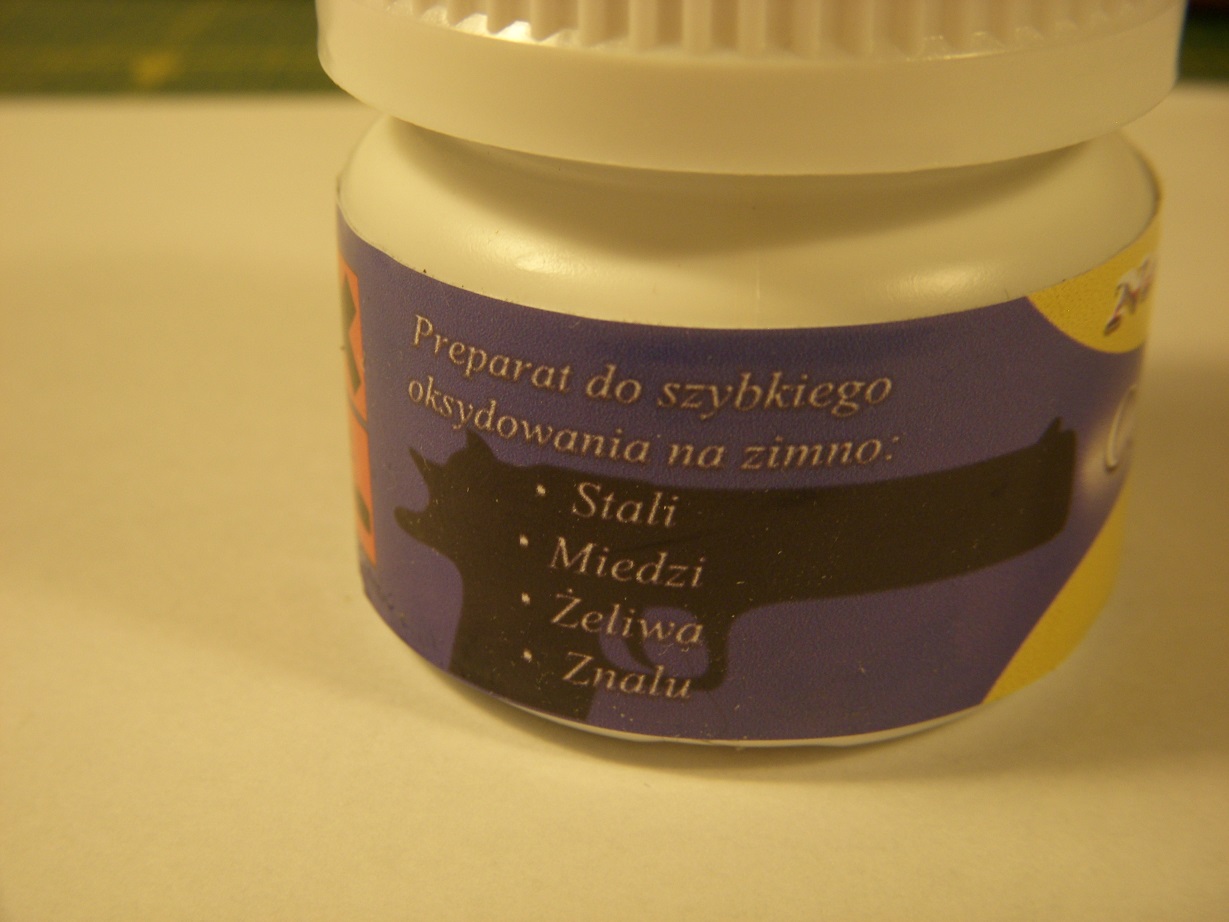 Preparat do szybkiego
oksydowania na zimno:
• Stali
• Miedzi
• Żeliwa
• Znalu